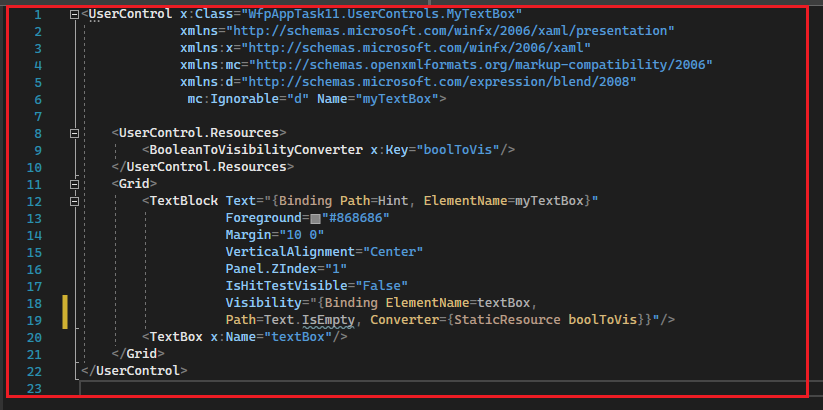 1 <UserControl x:Class="WfpAppTask11.UserControls.MyTextBox"
2 xmlns="http://schemas.microsoft.com/winfx/2006/xaml/presentation"
3 xmlns:x="http://schemas.microsoft.com/winfx/2006/xaml"
4 xmlns:mc="http://schemas.openxmlformats.org/markup-compatibility/2006"
5 xmlns:d="http://schemas.microsoft.com/expression/blend/2008"
6 mc:Ignorable="d" Name="myTextBox">
7
8 <UserControl.Resources>
9 <BooleanToVisibilityConverter x:Key="boolToVis"/>
10 </UserControl.Resources>
11 <Grid>
12 <TextBlock Text="{Binding Path=Hint, ElementName=myTextBox}"
13 Foreground="#868686"
14 Margin="10 0"
15 VerticalAlignment="Center"
16 Panel.ZIndex="1"
17 IsHitTestVisible="False"
18 Visibility="{Binding ElementName=textBox,
19 Path=Text.IsEmpty, Converter={StaticResource boolToVis}}"/>
20 <TextBox x:Name="textBox"/>
21 </Grid>
22 </UserControl>
23